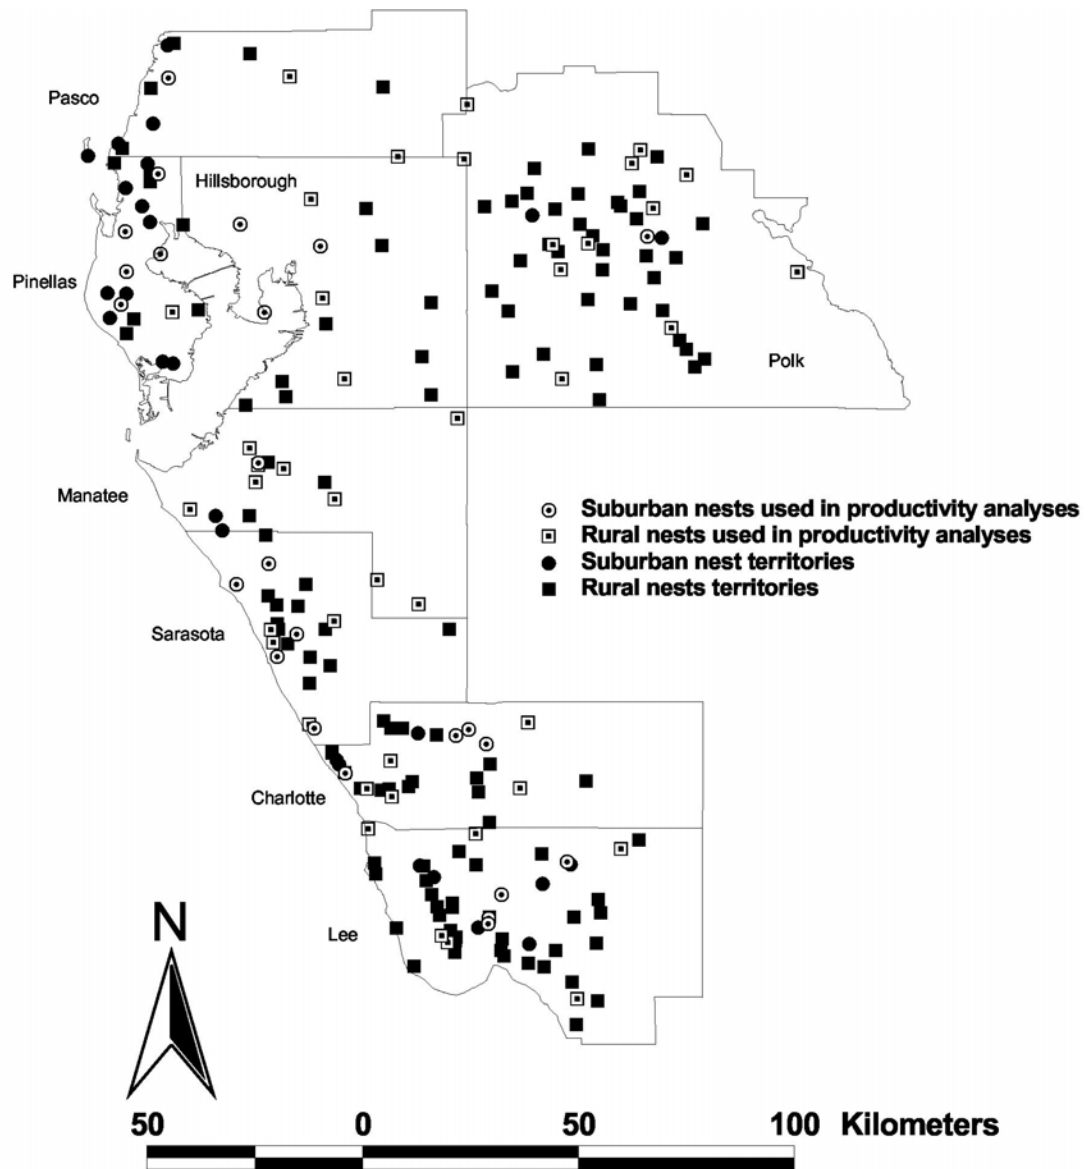 Pasco
Hillsborough
Pinellas
Polk
Manatee
Suburban nests used in productivity analyses
Rural nests used in productivity analyses
Suburban nest territories
Rural nests territories
Sarasota
Charlotte
Lee
N
50 0 50 100 Kilometers